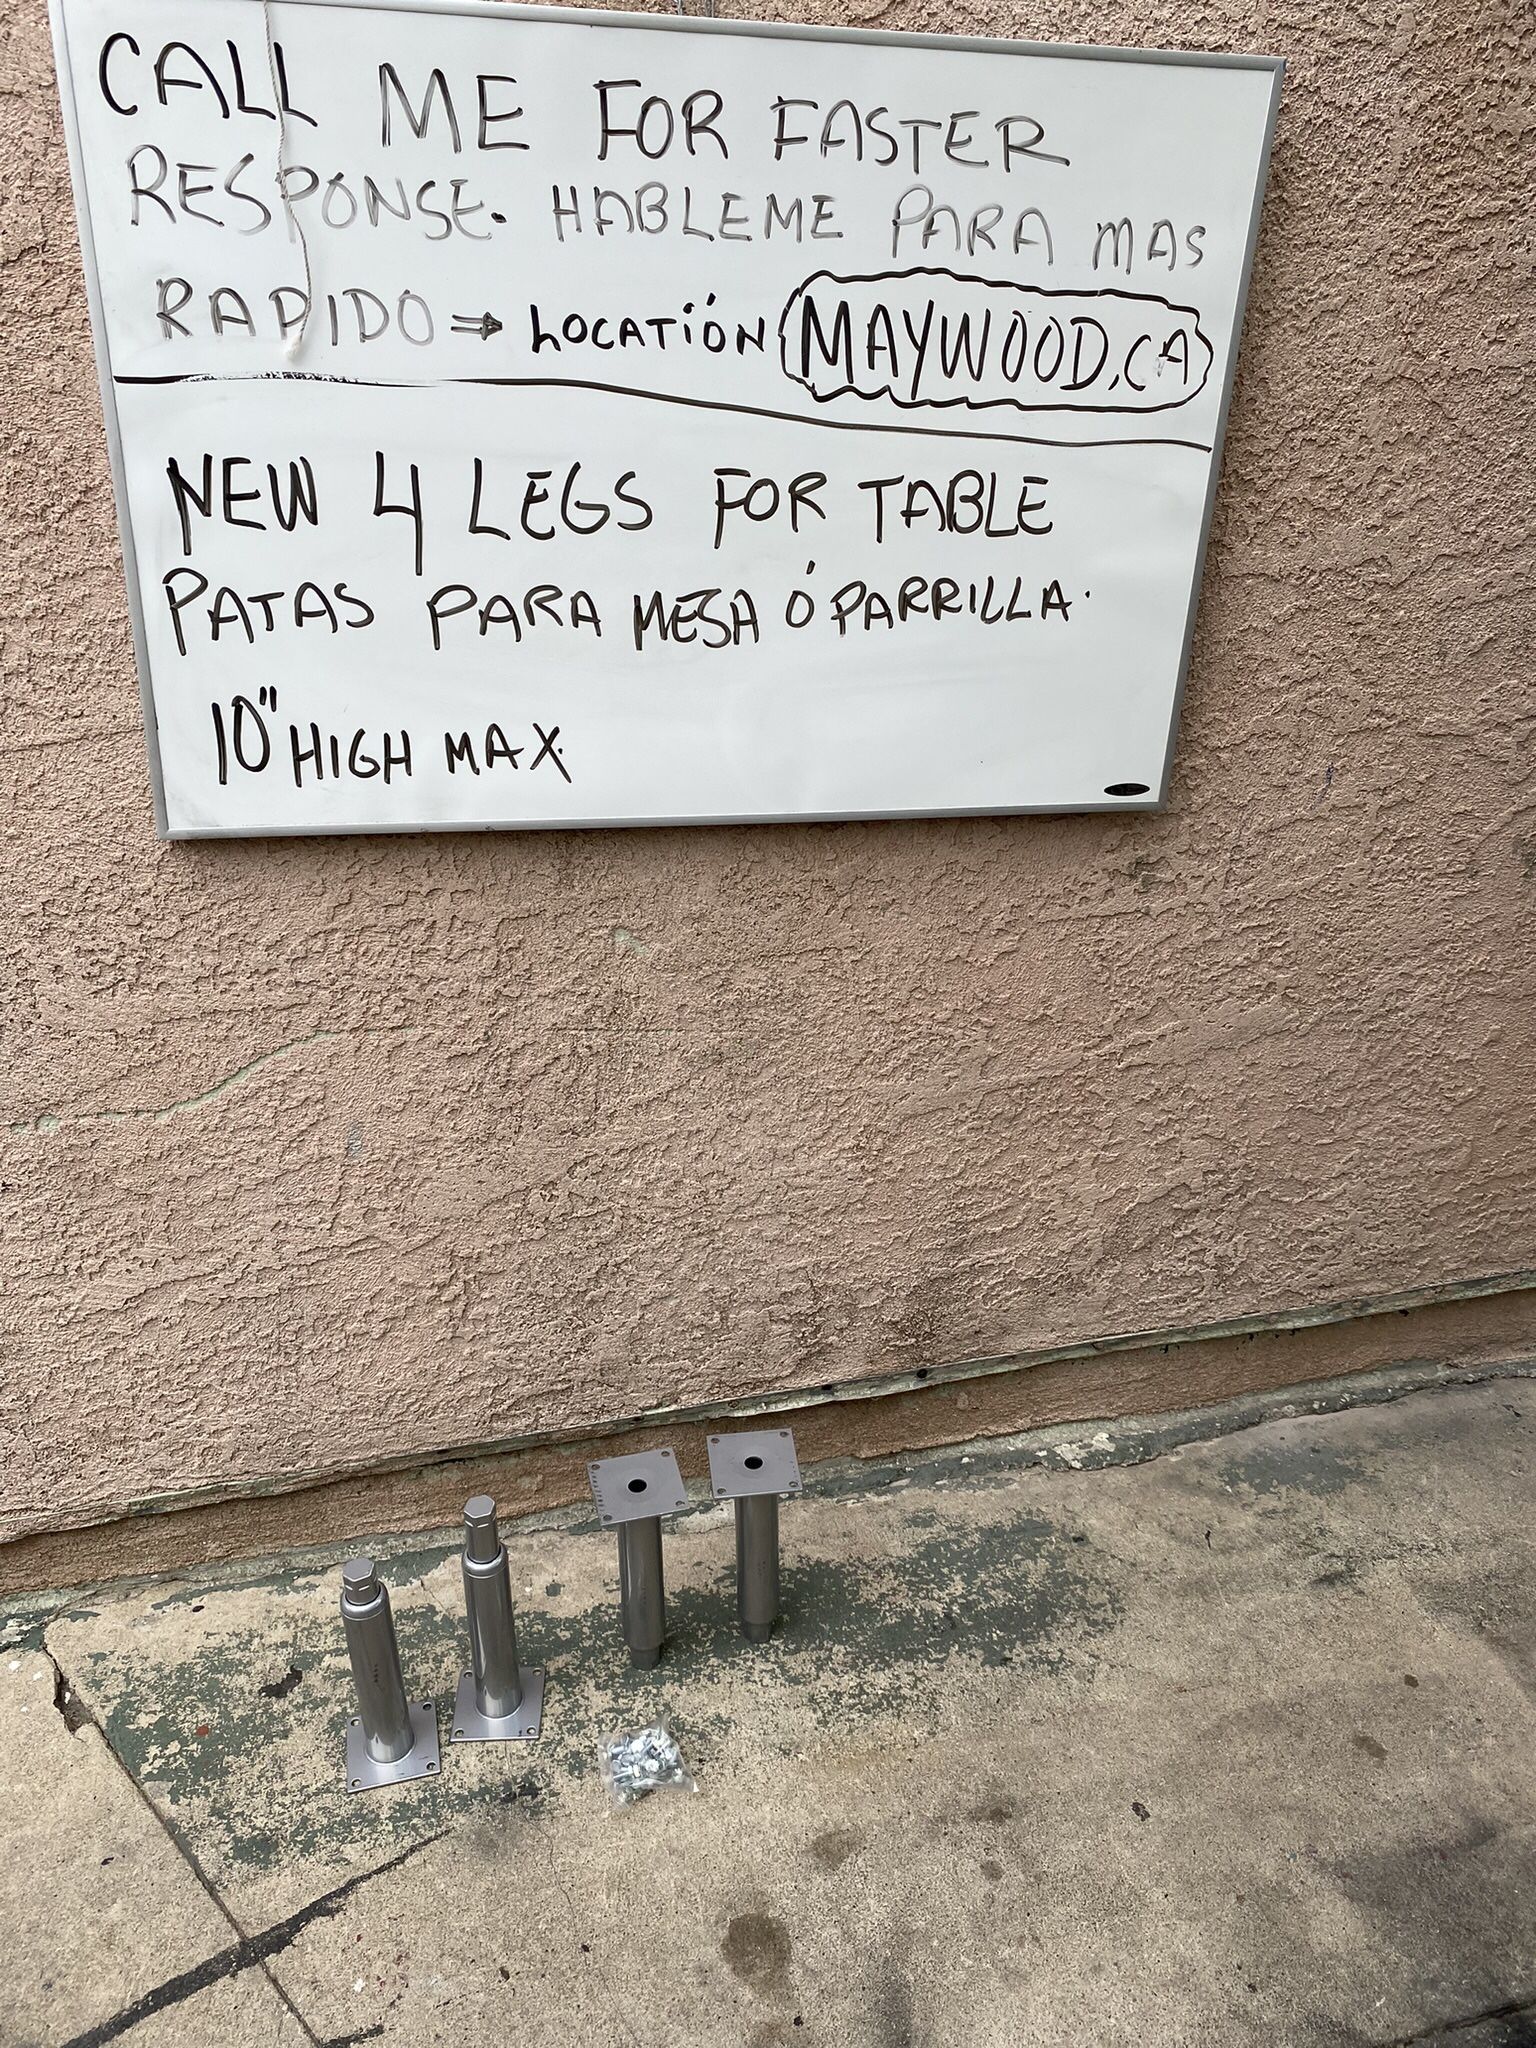 CALL ME FOR FASTER
RESPONSE. HABLEME PARA MAS
RAPIDO ⇒ LOCATION MAYWOOD, CA
NEW 4 LEGS FOR TABLE
PATAS PARA MESA Ó PARRILLA.
10" HIGH MAX.